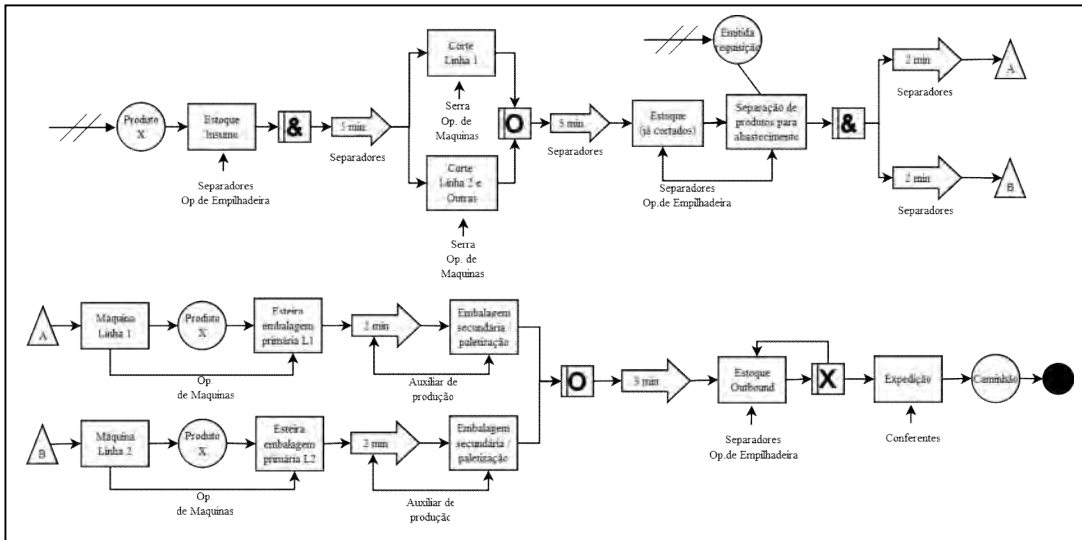 Produto
X
Estoque
Insumo
Separadores
Op.de Empilhadeira
&
5 min
Separadores
Corte
Linha 1
Serra
Op. de
Maquinas
Corte
Linha 2 e
Outras
Serra
Op. de
Maquinas
O
5 min
Separadores
Estoque
(já cortados)
Emitida
requisição
Separação de
produtos para
abastecimento
Separadores
Op.de Empilhadeira
&
2 min
Separadores
A
2 min
Separadores
B
A
Máquina
Linha 1
Produto
X
Esteira
embalagem
primária L1
Op.
de Maquinas
2 min
Embalagem
secundária /
paletização
Auxiliar de
produção
B
Máquina
Linha 2
Produto
X
Esteira
embalagem
primária L2
Op
de Maquinas
2 min
Embalagem
secundária /
paletização
Auxiliar de
produção
O
3 min
Estoque
Outbound
Separadores
Op.de Empilhadeira
X
Expedição
Conferentes
Caminhão